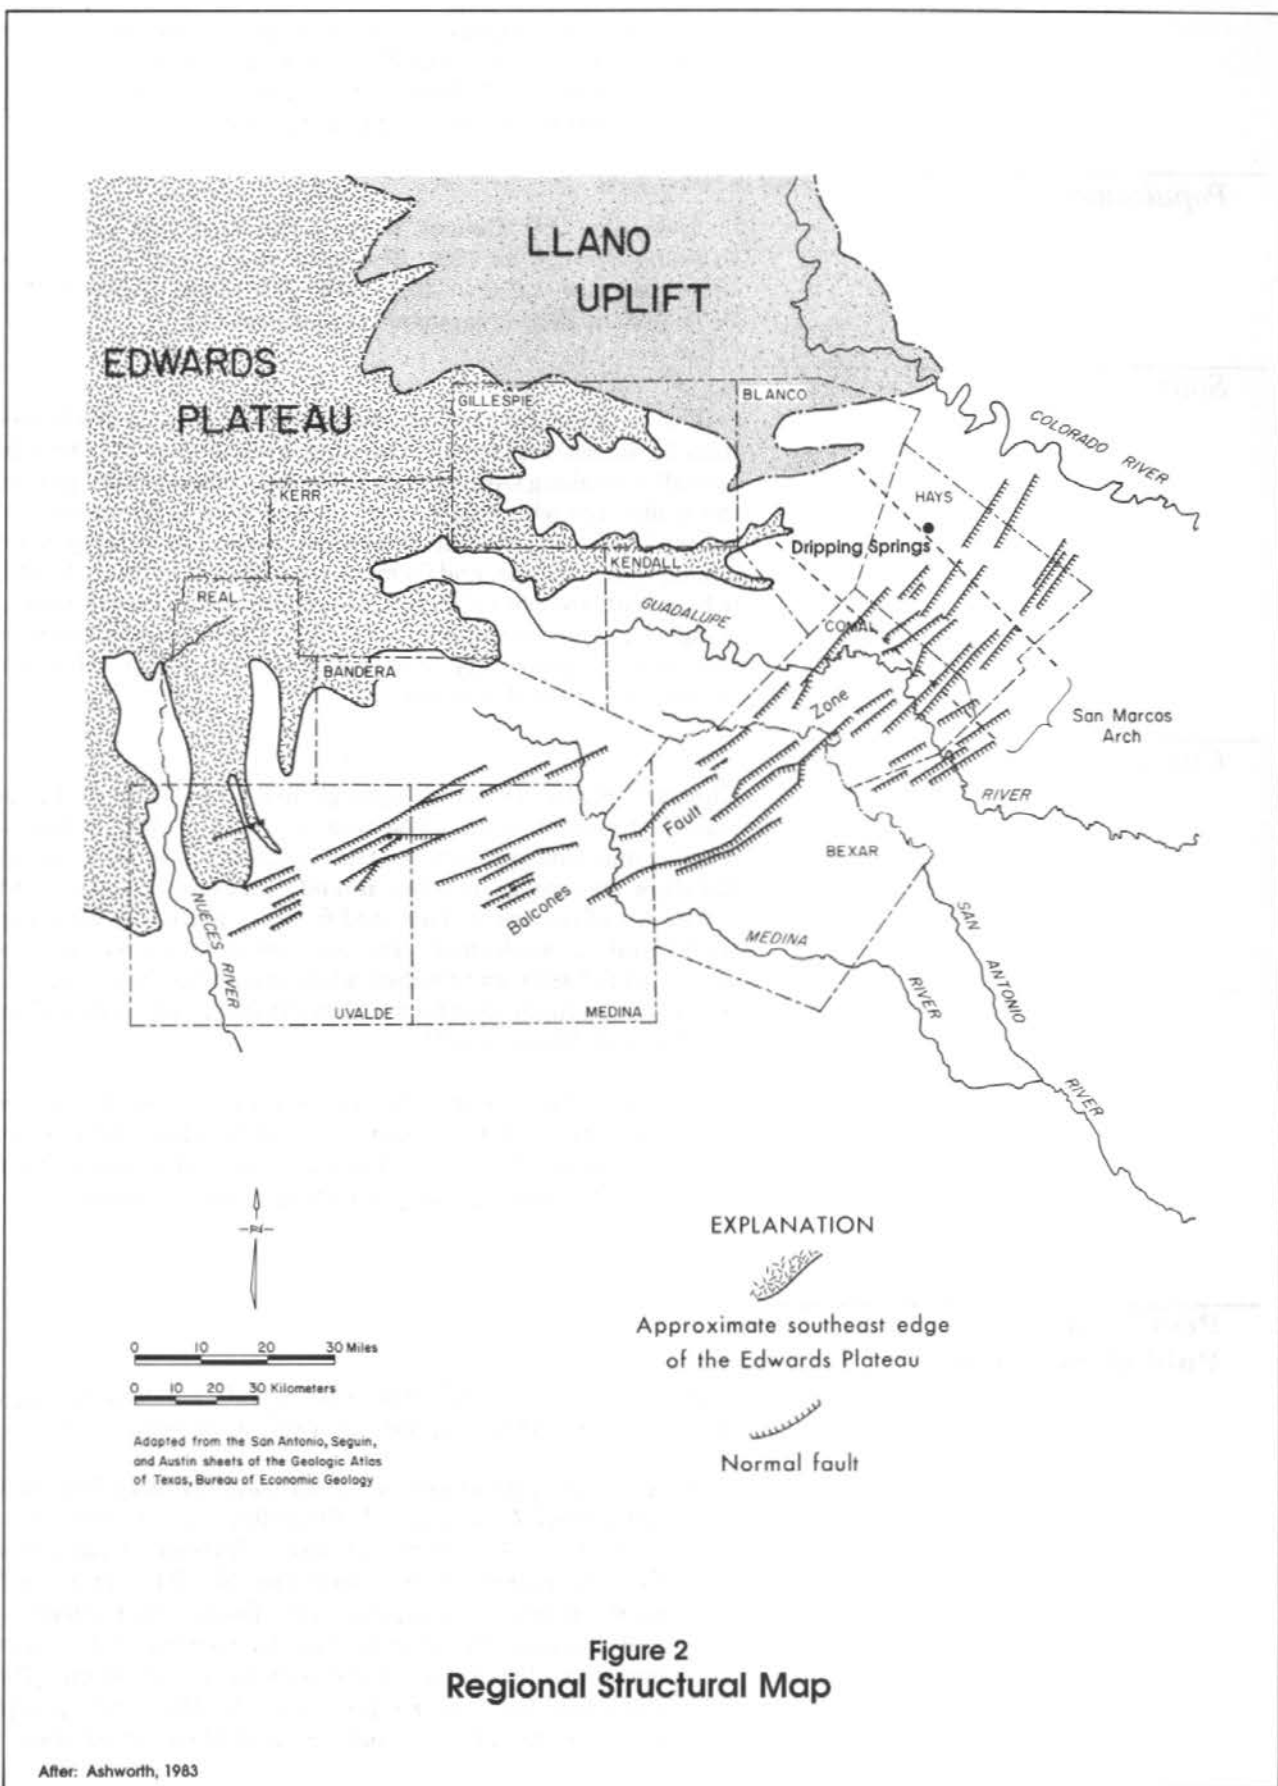 LLANO
UPLIFT
EDWARDS
PLATEAU
GILLESPIE
BLANCO
COLORADO
RIVER
KERR
HAYS
Dripping Springs
KENDALL
REAL
GUADALUPE
COMAL
BANDERA
Zone
San Marcos
Arch
RIVER
Fault
BEXAR
Balcones
NUECES
RIVER
MEDINA
RIVER
SAN
ANTONIO
RIVER
UVALDE
MEDINA
EXPLANATION
Approximate southeast edge
of the Edwards Plateau
Normal fault
0 10 20 30 Miles
0 10 20 30 Kilometers
Adapted from the San Antonio, Seguin,
and Austin sheets of the Geologic Atlas
of Texas, Bureau of Economic Geology
Figure 2
Regional Structural Map
After: Ashworth, 1983